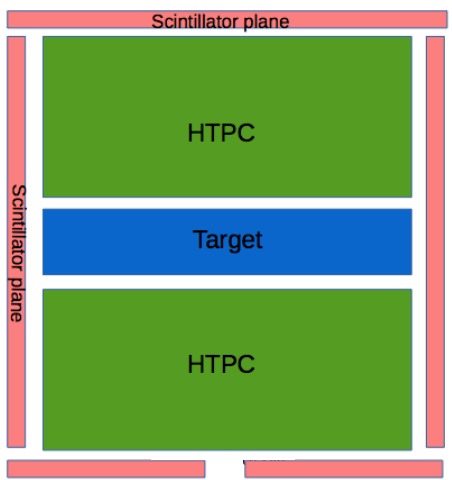 Scintillator plane
HTPC
Scintillator plane
Target
HTPC